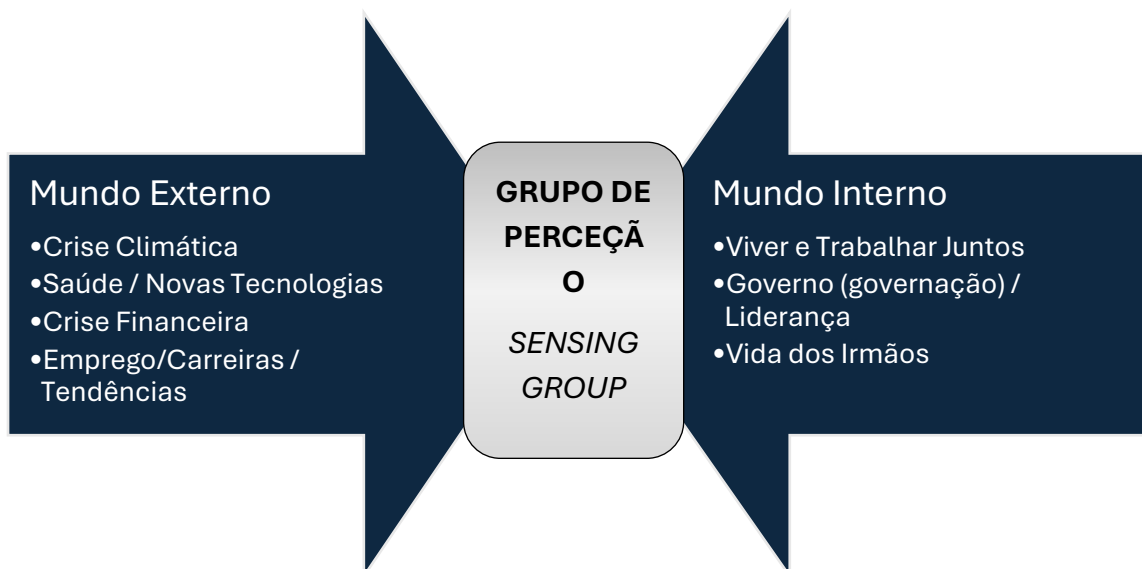 Mundo Externo
•Crise Climática
•Saúde / Novas Tecnologias
•Crise Financeira
•Emprego/Carreiras /
Tendências
GRUPO DE
PERCEÇÃ
O
SENSING
GROUP
Mundo Interno
•Viver e Trabalhar Juntos
•Governo (governação) /
Liderança
•Vida dos Irmãos